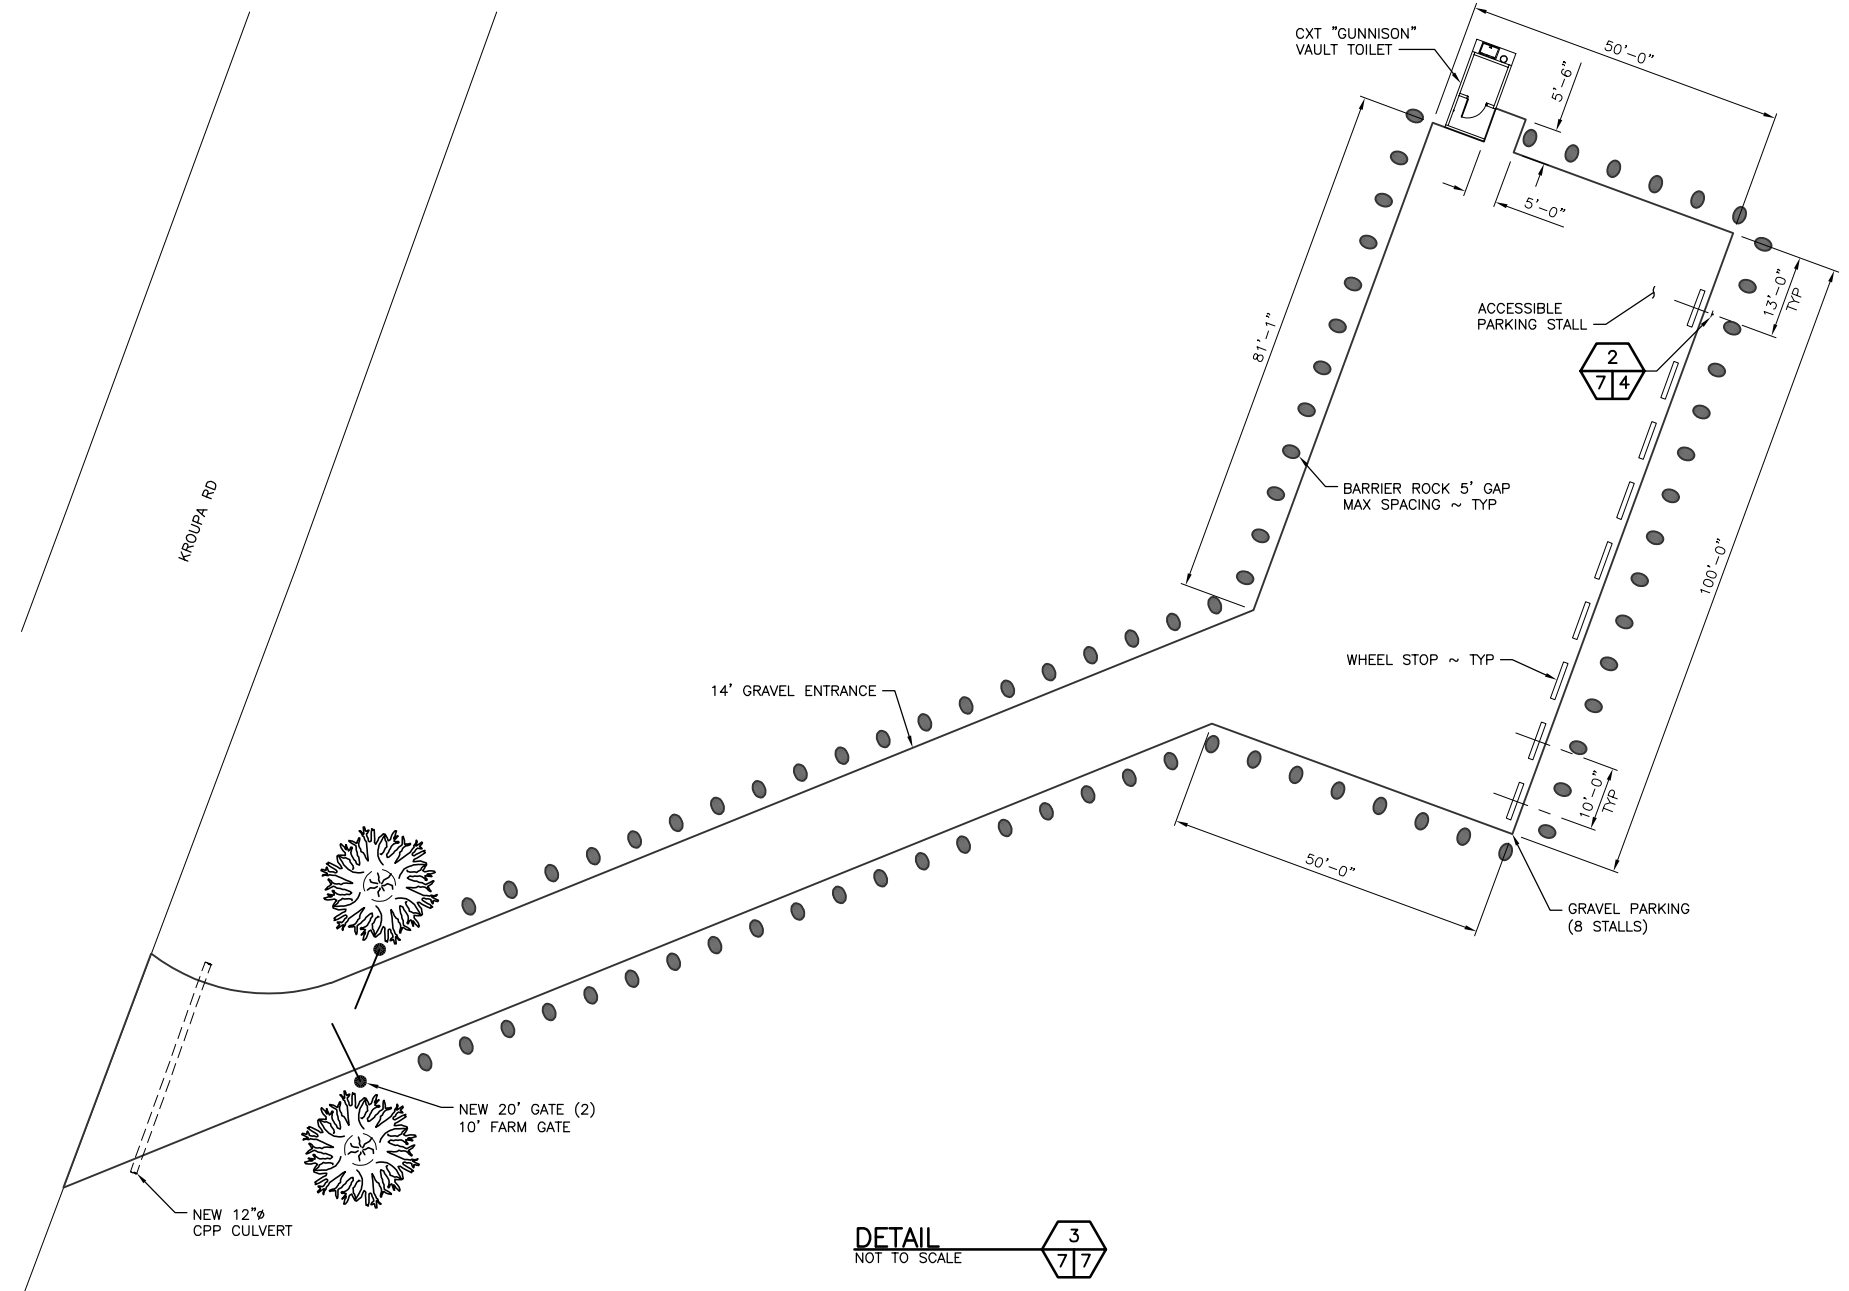 CXT "GUNNISON"
VAULT TOILET
50'-0"
5'-6"
5'-0"
13'-0"
TYP
ACCESSIBLE
PARKING STALL
2
7 4
81'-1"
BARRIER ROCK 5' GAP
MAX SPACING ~ TYP
KROUPA RD
100'-0"
WHEEL STOP ~ TYP
14' GRAVEL ENTRANCE
10'-0"
TYP
50'-0"
GRAVEL PARKING
(8 STALLS)
NEW 20' GATE (2)
10' FARM GATE
NEW 12"ø
CPP CULVERT
DETAIL
NOT TO SCALE
3
7 7